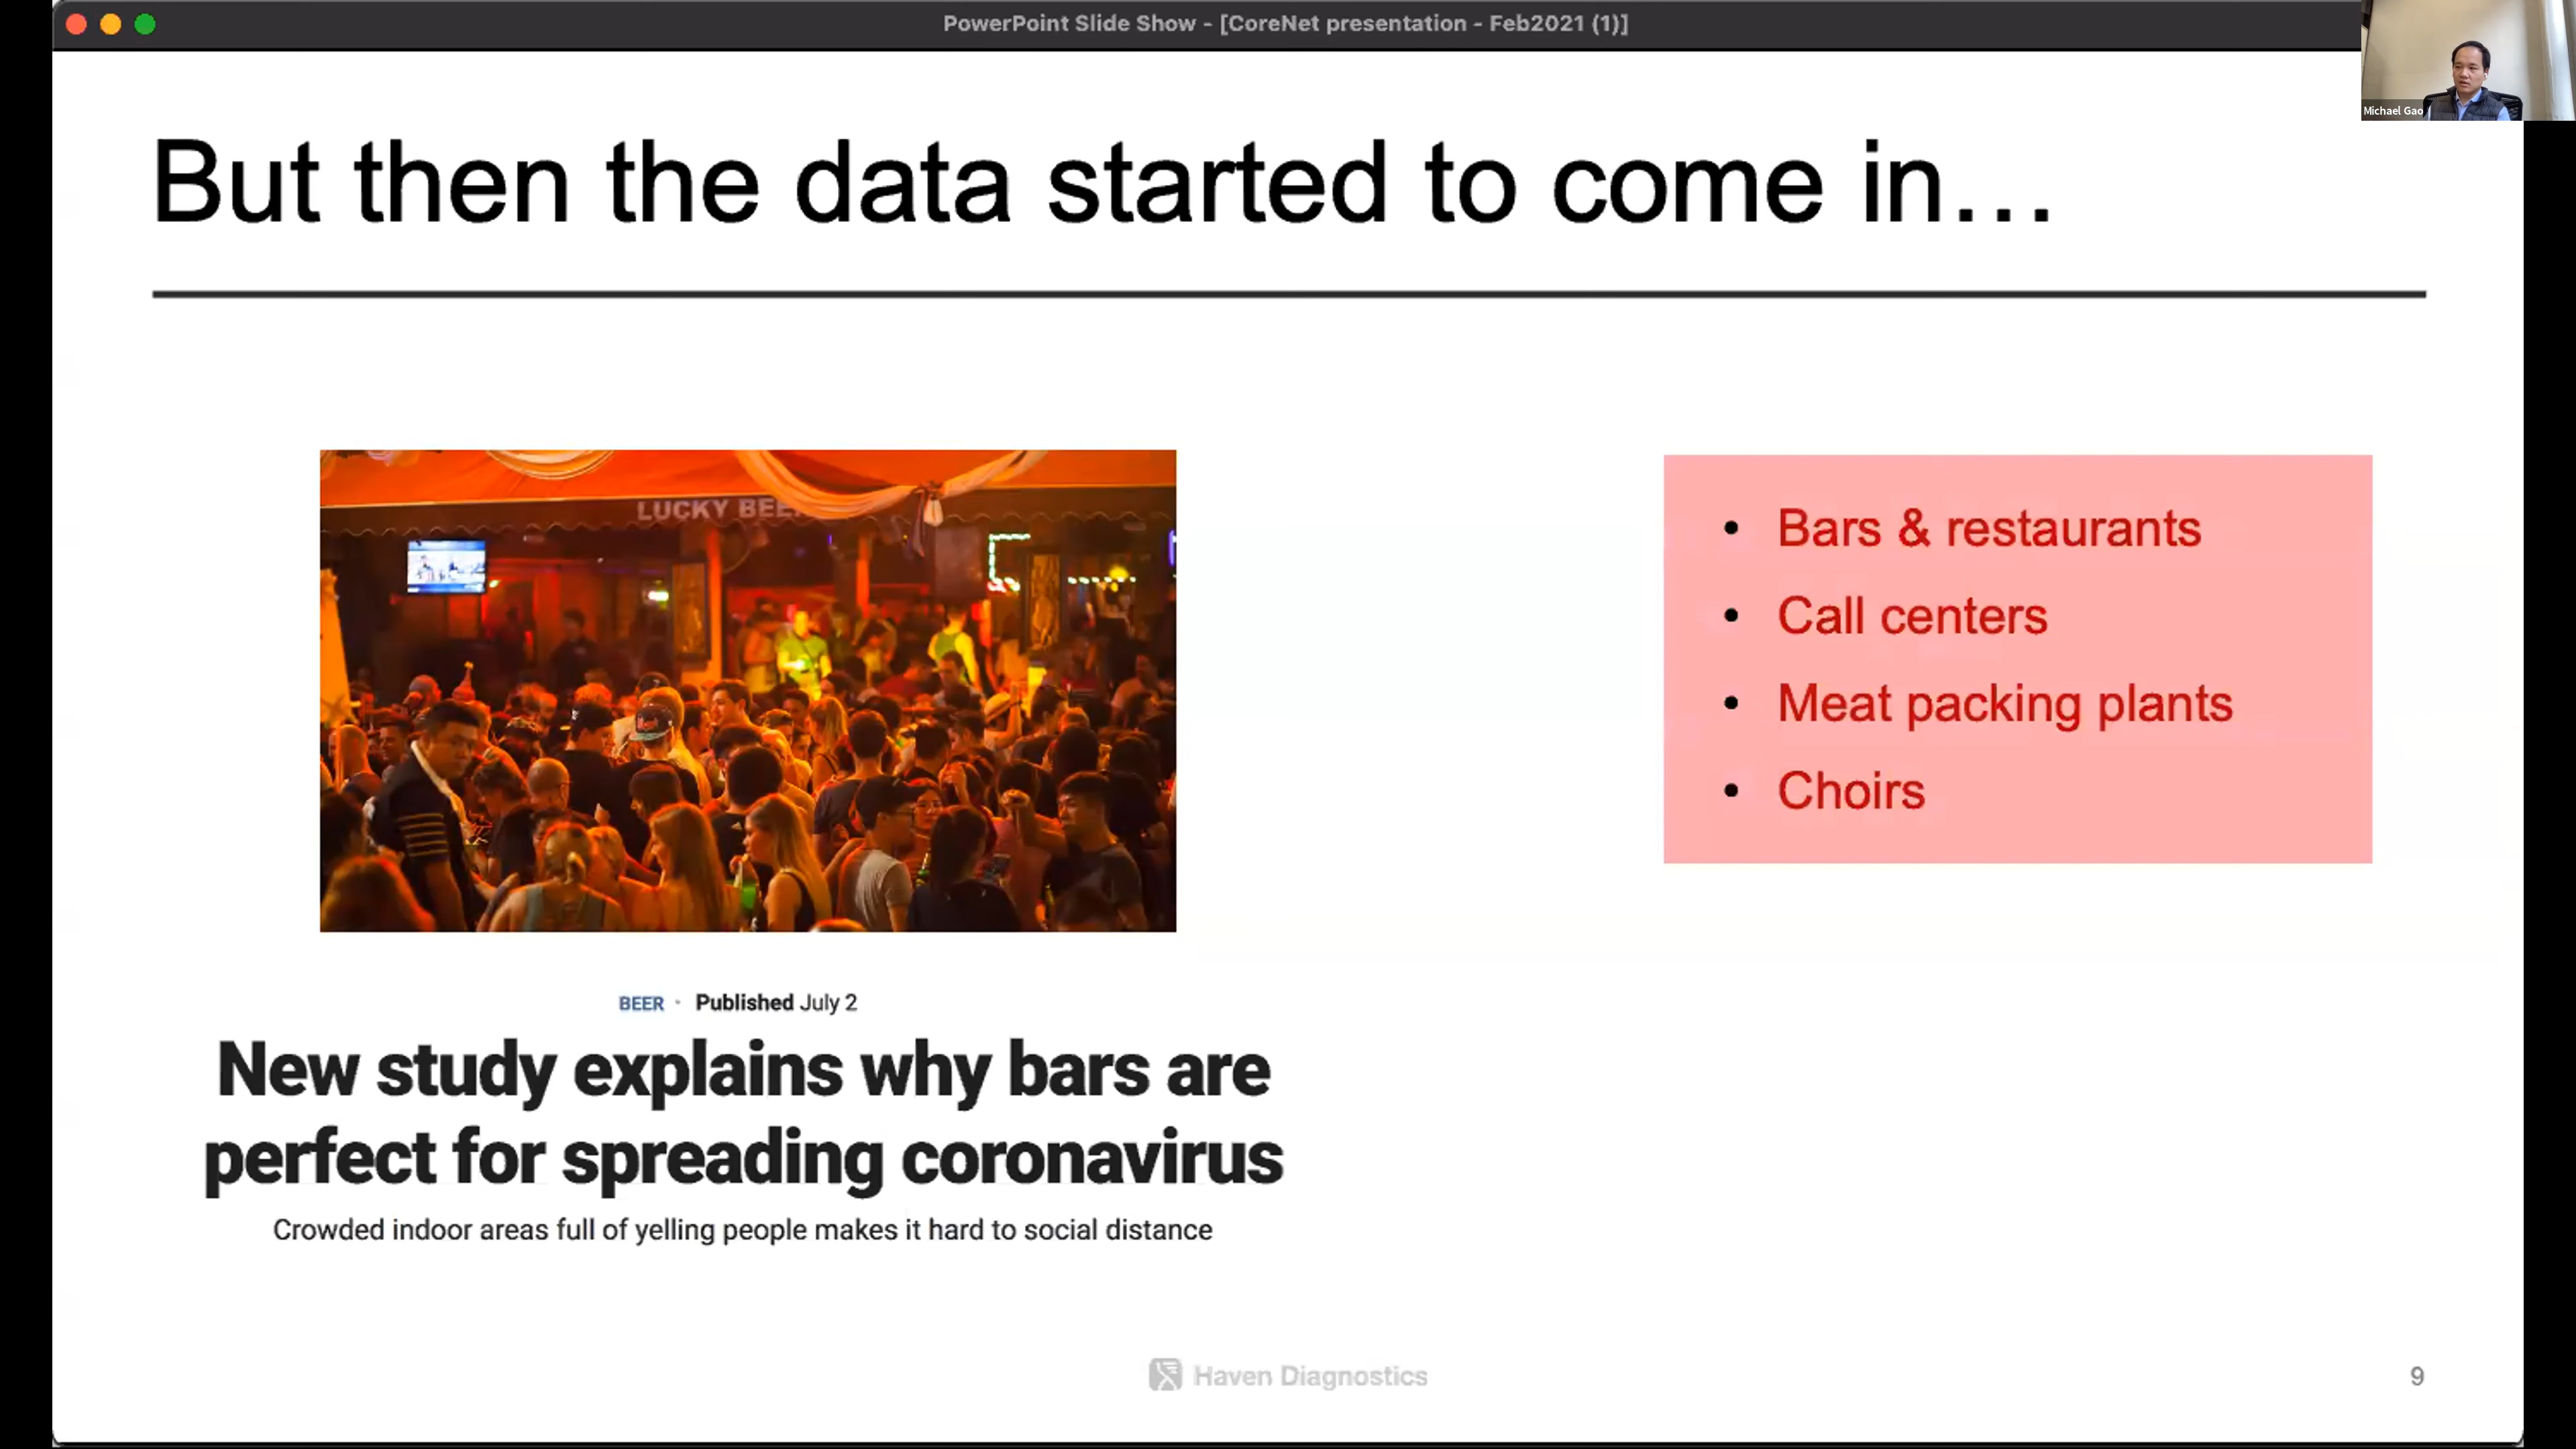 PowerPoint Slide Show - [CoreNet presentation - Feb2021 (1)]
Michael Gao
But then the data started to come in…
LUCKY BEE
• Bars & restaurants
• Call centers
• Meat packing plants
• Choirs
BEER · Published July 2
New study explains why bars are
perfect for spreading coronavirus
Crowded indoor areas full of yelling people makes it hard to social distance
Haven Diagnostics
9